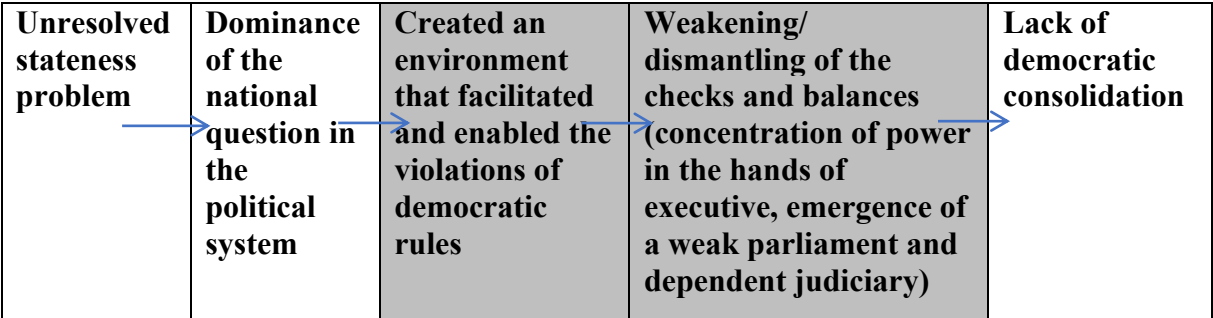 Unresolved
stateness
problem
Dominance
of the
national
question in
the
political
system
Created an
environment
that facilitated
and enabled the
violations of
democratic
rules
Weakening/
dismantling of the
checks and balances
(concentration of power
in the hands of
executive, emergence of
a weak parliament and
dependent judiciary)
Lack of
democratic
consolidation